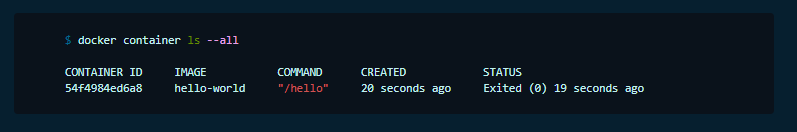 $ docker container ls --all
CONTAINER ID IMAGE COMMAND CREATED STATUS
54f4984ed6a8 hello-world "/hello" 20 seconds ago Exited (0) 19 seconds ago